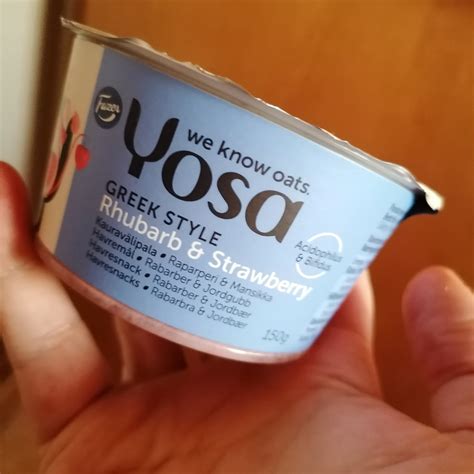 Fazer
we know oats.
Yosa
GREEK STYLE
Rhubarb & Strawberry
Kauravälipala • Raparperi & Mansikka
Havremål • Rabarber & Jordgubb
Havresnack • Rabarber & Jordbær
Havresnacks • Rabarbra & Jordbær
Acidophilus
& Bifidus
150g